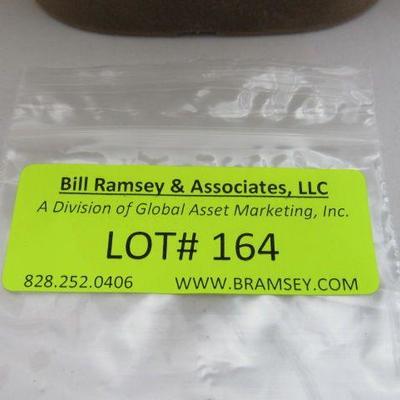 Bill Ramsey & Associates, LLC
A Division of Global Asset Marketing, Inc.
LOT# 164
828.252.0406 WWW.BRAMSEY.COM